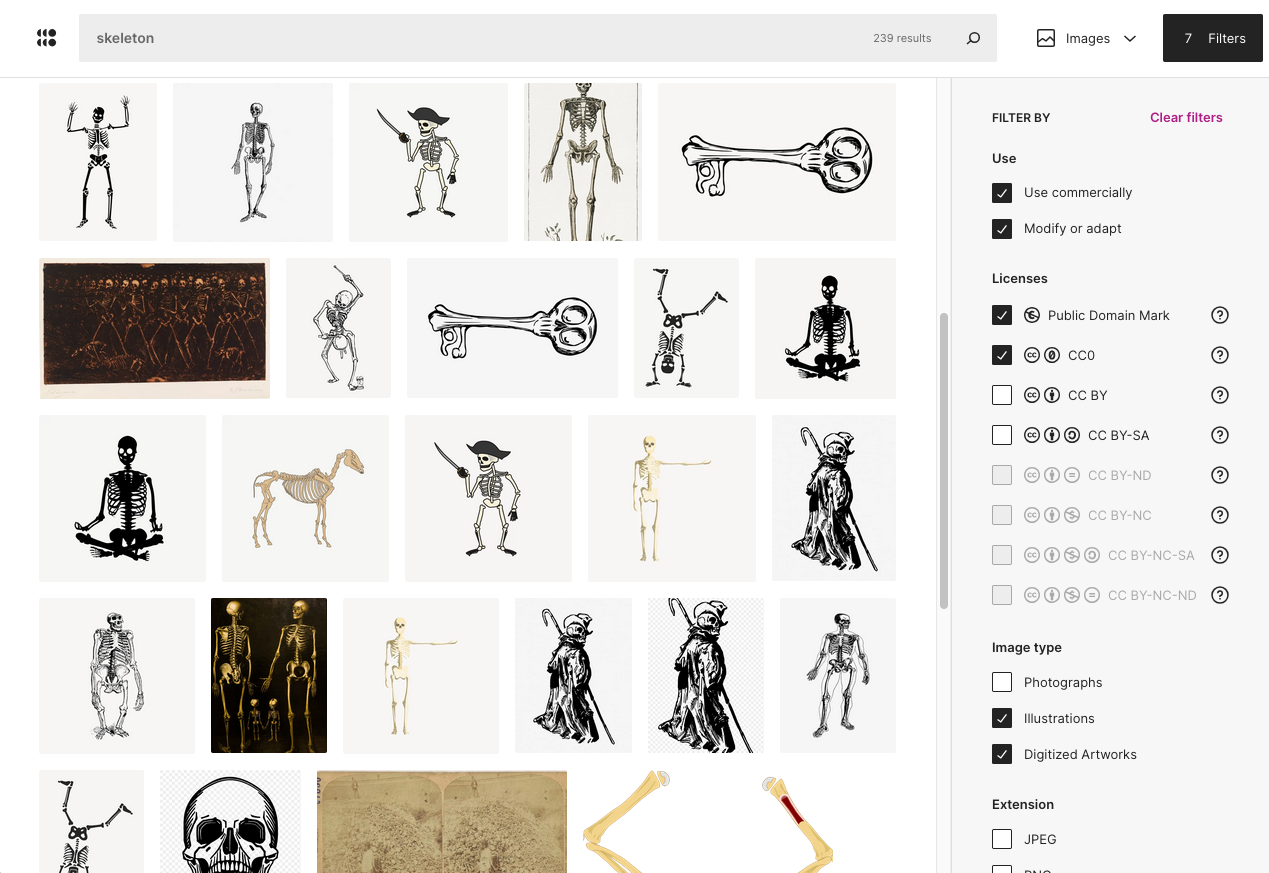 skeleton
239 results
Images
7 Filters
FILTER BY
Clear filters
Use
Use commercially
Modify or adapt
Licenses
Public Domain Mark
CC0
CC BY
CC BY-SA
CC BY-ND
CC BY-NC
CC BY-NC-SA
CC BY-NC-ND
Image type
Photographs
Illustrations
Digitized Artworks
Extension
JPEG